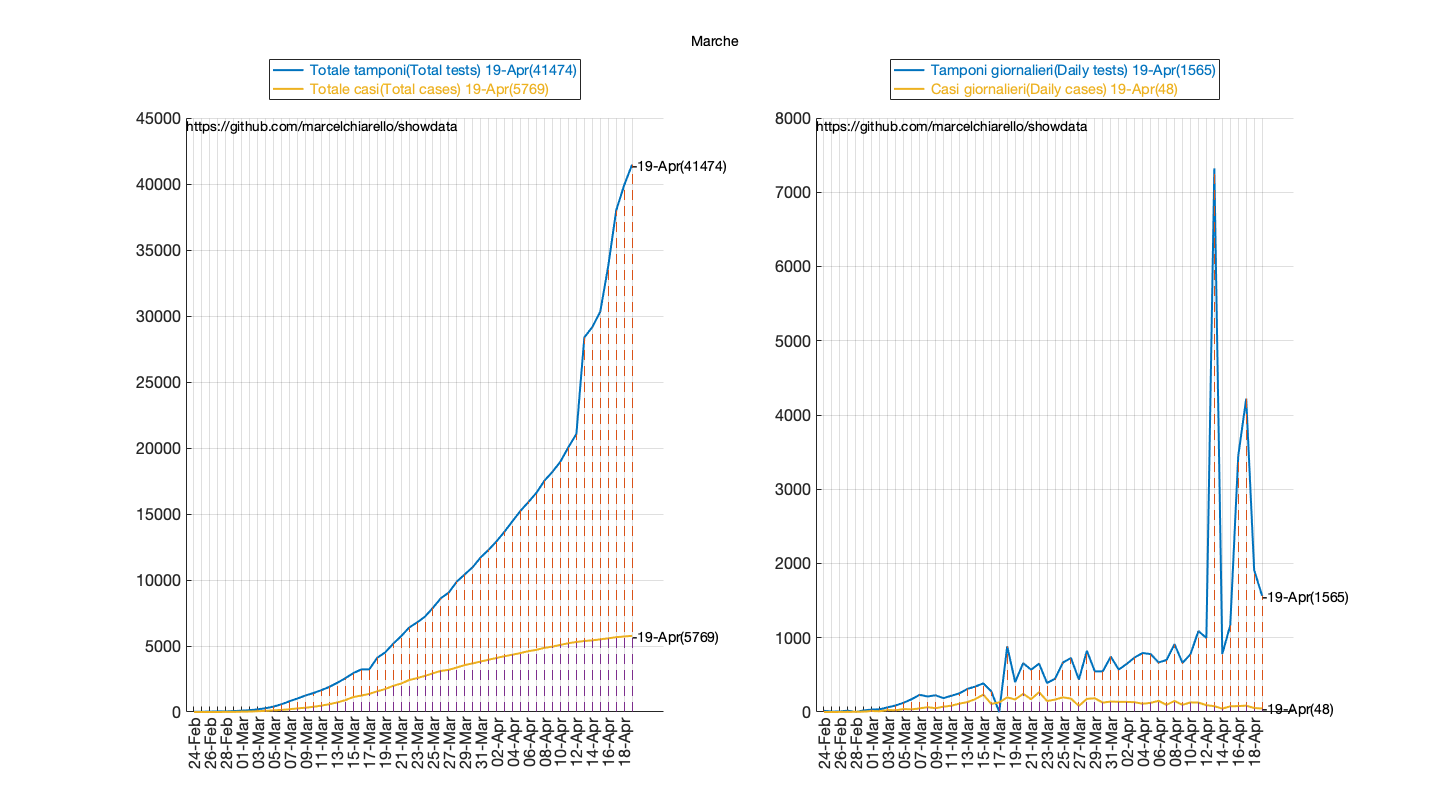 Marche
Totale tamponi(Total tests) 19-Apr(41474)
Totale casi(Total cases) 19-Apr(5769)
https://github.com/marcelchiarello/showdata
45000
40000
35000
30000
25000
20000
15000
10000
5000
0
19-Apr(41474)
19-Apr(5769)
24-Feb
26-Feb
28-Feb
01-Mar
03-Mar
05-Mar
07-Mar
09-Mar
11-Mar
13-Mar
15-Mar
17-Mar
19-Mar
21-Mar
23-Mar
25-Mar
27-Mar
29-Mar
31-Mar
02-Apr
04-Apr
06-Apr
08-Apr
10-Apr
12-Apr
14-Apr
16-Apr
18-Apr
Tamponi giornalieri(Daily tests) 19-Apr(1565)
Casi giornalieri(Daily cases) 19-Apr(48)
https://github.com/marcelchiarello/showdata
8000
7000
6000
5000
4000
3000
2000
1000
0
19-Apr(1565)
19-Apr(48)
24-Feb
26-Feb
28-Feb
01-Mar
03-Mar
05-Mar
07-Mar
09-Mar
11-Mar
13-Mar
15-Mar
17-Mar
19-Mar
21-Mar
23-Mar
25-Mar
27-Mar
29-Mar
31-Mar
02-Apr
04-Apr
06-Apr
08-Apr
10-Apr
12-Apr
14-Apr
16-Apr
18-Apr